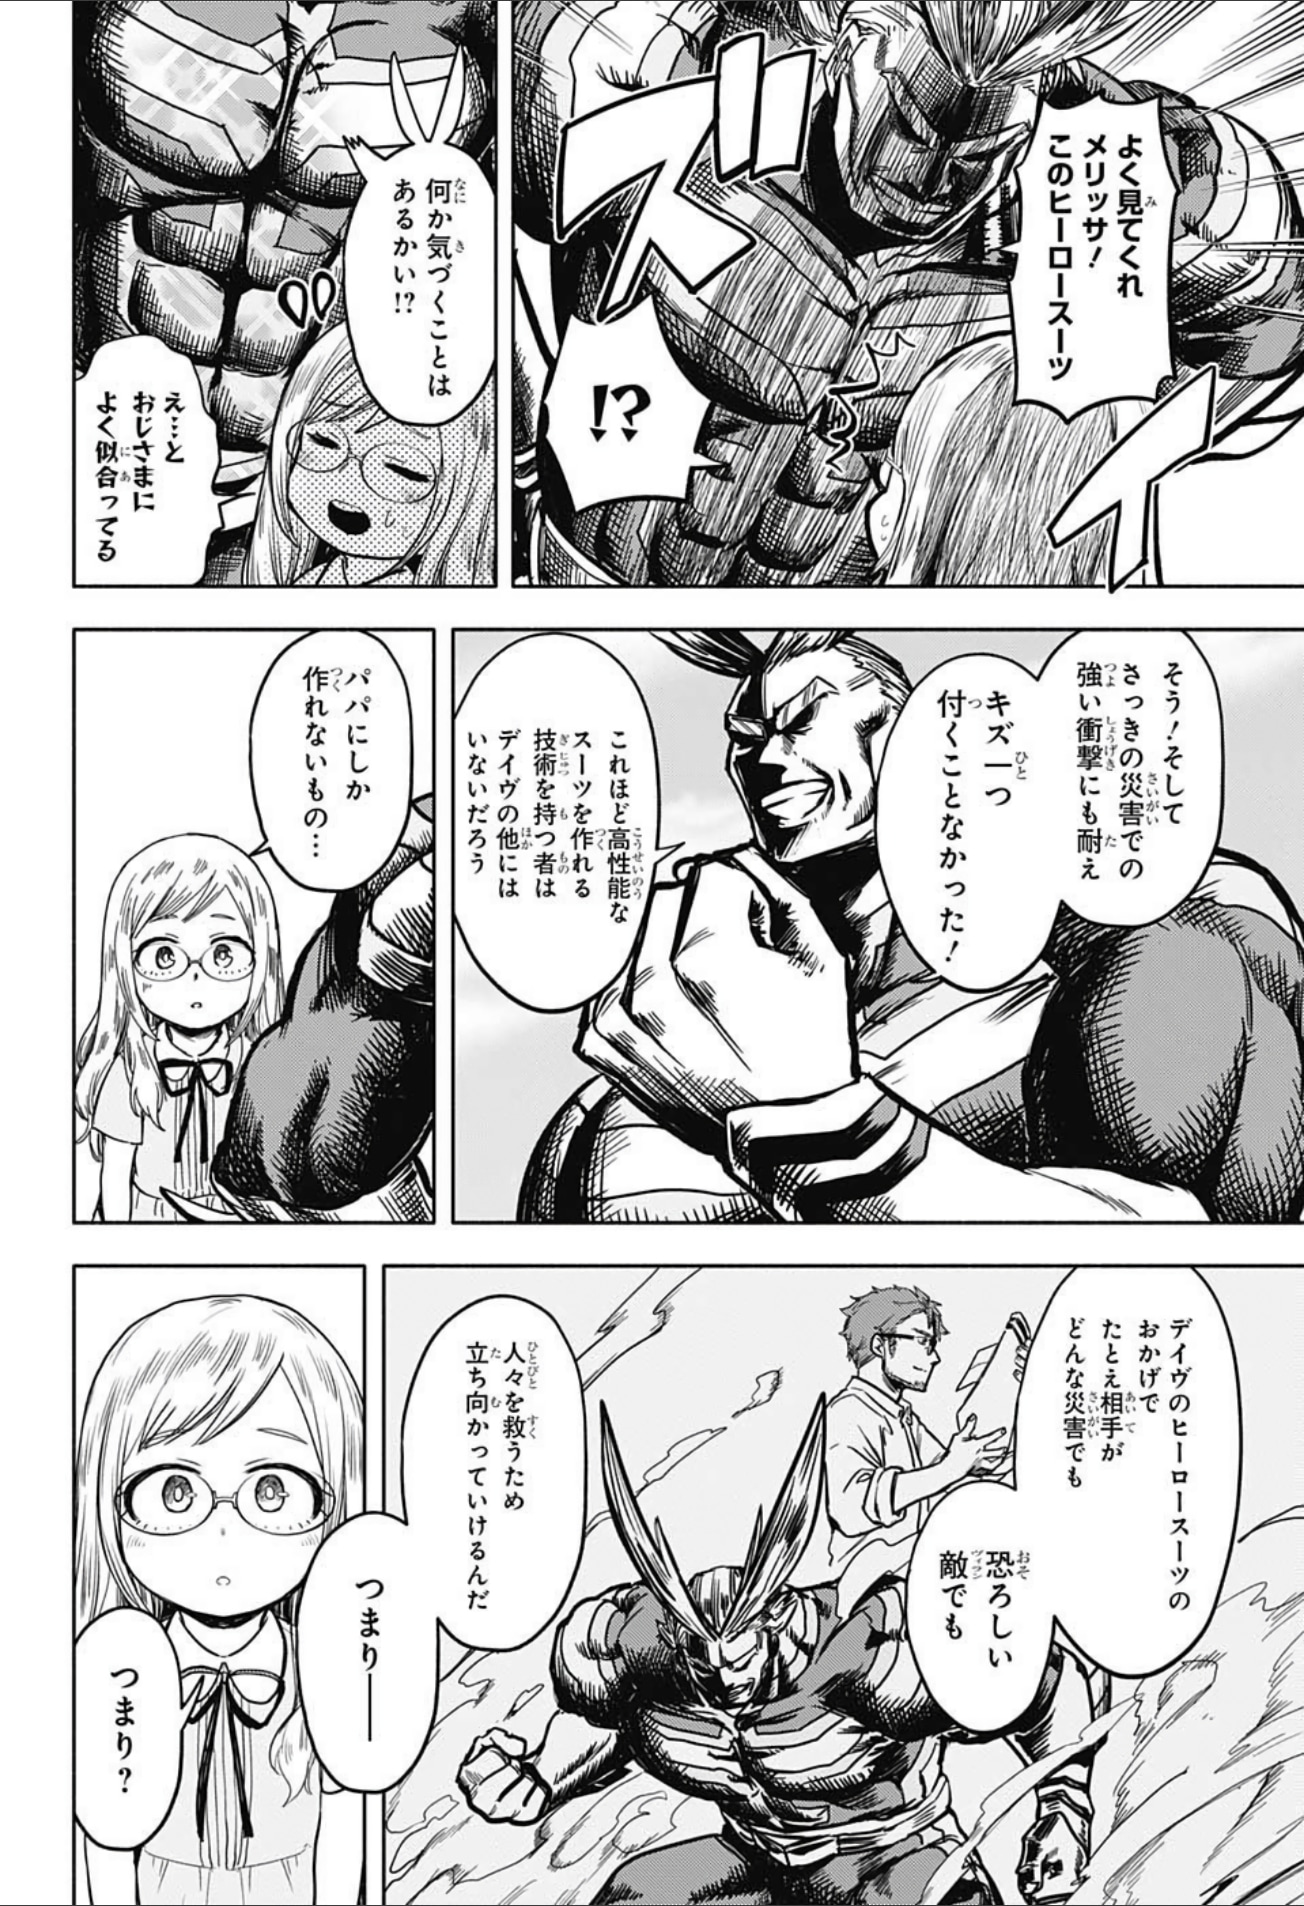 よく見てくれ
メリッサ！
このヒーロースーツ
ズイ
!?
何か気づくことは
あるかい!?
え…と
おじさまに
よく似合ってる
そう！そして
さっきの災害での
強い衝撃にも耐え
キズ一つ
付くことなかった！
これほど高性能な
スーツを作れる
技術を持つ者は
デイヴの他には
いないだろう
パパにしか
作れないもの…
デイヴのヒーロースーツの
おかげで
たとえ相手が
どんな災害でも
恐ろしい
敵でも
人々を救うため
立ち向かっていけるんだ
つまり――
つまり？